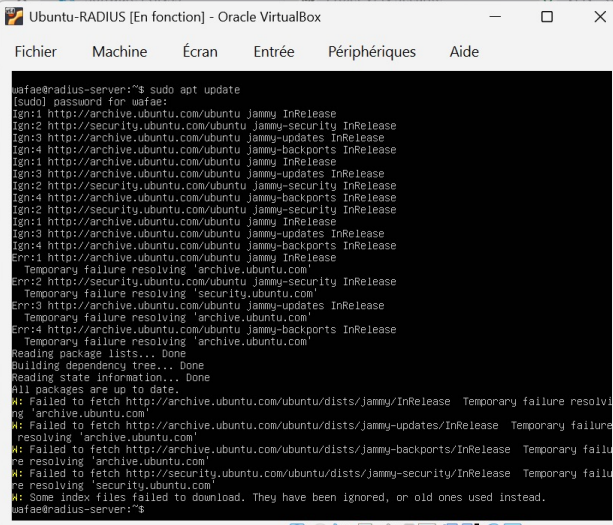 Ubuntu-RADIUS [En fonction] - Oracle VirtualBox
Fichier Machine Écran Entrée Périphériques Aide
wafae@radius-server:~$ sudo apt update
[sudo] password for wafae:
Ign:1 http://archive.ubuntu.com/ubuntu jammy InRelease
Ign:2 http://security.ubuntu.com/ubuntu jammy-security InRelease
Ign:3 http://archive.ubuntu.com/ubuntu jammy-updates InRelease
Ign:4 http://archive.ubuntu.com/ubuntu jammy-backports InRelease
Ign:1 http://archive.ubuntu.com/ubuntu jammy InRelease
Ign:3 http://archive.ubuntu.com/ubuntu jammy-updates InRelease
Ign:2 http://security.ubuntu.com/ubuntu jammy-security InRelease
Ign:4 http://archive.ubuntu.com/ubuntu jammy-backports InRelease
Ign:2 http://security.ubuntu.com/ubuntu jammy-security InRelease
Ign:1 http://archive.ubuntu.com/ubuntu jammy InRelease
Ign:3 http://archive.ubuntu.com/ubuntu jammy-updates InRelease
Ign:4 http://archive.ubuntu.com/ubuntu jammy-backports InRelease
Err:1 http://archive.ubuntu.com/ubuntu jammy InRelease
  Temporary failure resolving 'archive.ubuntu.com'
Err:2 http://security.ubuntu.com/ubuntu jammy-security InRelease
  Temporary failure resolving 'security.ubuntu.com'
Err:3 http://archive.ubuntu.com/ubuntu jammy-updates InRelease
  Temporary failure resolving 'archive.ubuntu.com'
Err:4 http://archive.ubuntu.com/ubuntu jammy-backports InRelease
  Temporary failure resolving 'archive.ubuntu.com'
Reading package lists... Done
Building dependency tree... Done
Reading state information... Done
All packages are up to date.
W: Failed to fetch http://archive.ubuntu.com/ubuntu/dists/jammy/InRelease  Temporary failure resolvi
ng 'archive.ubuntu.com'
W: Failed to fetch http://archive.ubuntu.com/ubuntu/dists/jammy-updates/InRelease  Temporary failure
 resolving 'archive.ubuntu.com'
W: Failed to fetch http://archive.ubuntu.com/ubuntu/dists/jammy-backports/InRelease  Temporary failu
re resolving 'archive.ubuntu.com'
W: Failed to fetch http://security.ubuntu.com/ubuntu/dists/jammy-security/InRelease  Temporary failu
re resolving 'security.ubuntu.com'
W: Some index files failed to download. They have been ignored, or old ones used instead.
wafae@radius-server:~$